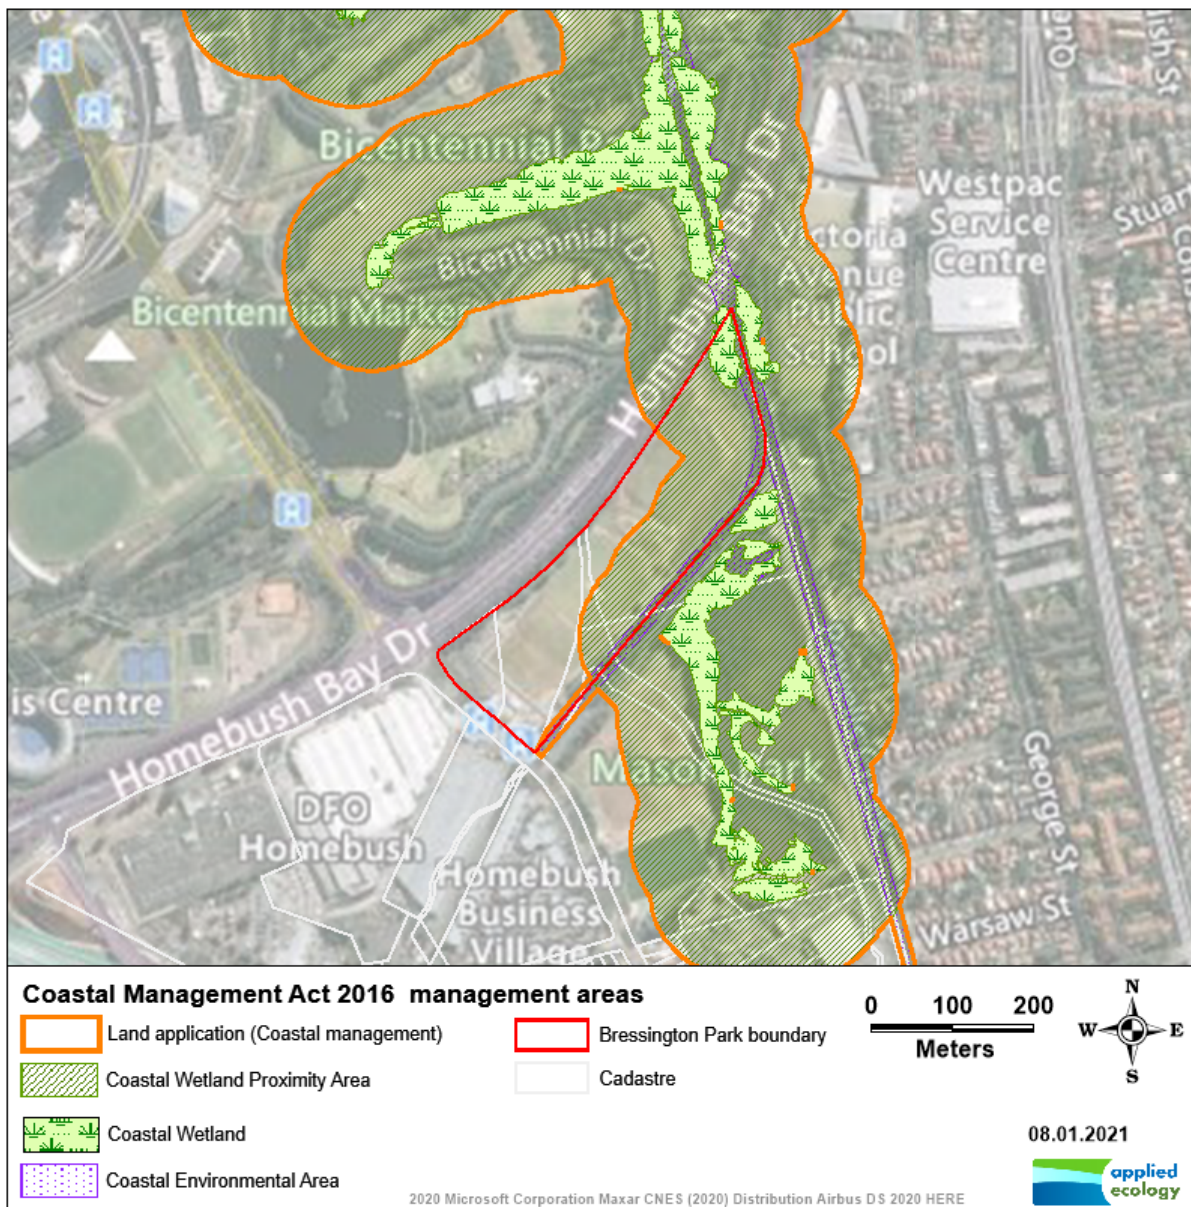 Bicentennial
Bay Dr
Westpac
Service
Centre
Victoria
Avenue
Public
School
Bicentennial
Bicentennial Marke
is Centre
Homebush Bay Dr
DFO
Homebush
Homebush
Business
Village
Mason Park
George St
Warsaw St
Coastal Management Act 2016 management areas
Land application (Coastal management)
Coastal Wetland Proximity Area
Coastal Wetland
Coastal Environmental Area
Bressington Park boundary
Cadastre
0 100 200
Meters
N
W E
S
08.01.2021
applied
ecology
2020 Microsoft Corporation Maxar CNES (2020) Distribution Airbus DS 2020 HERE